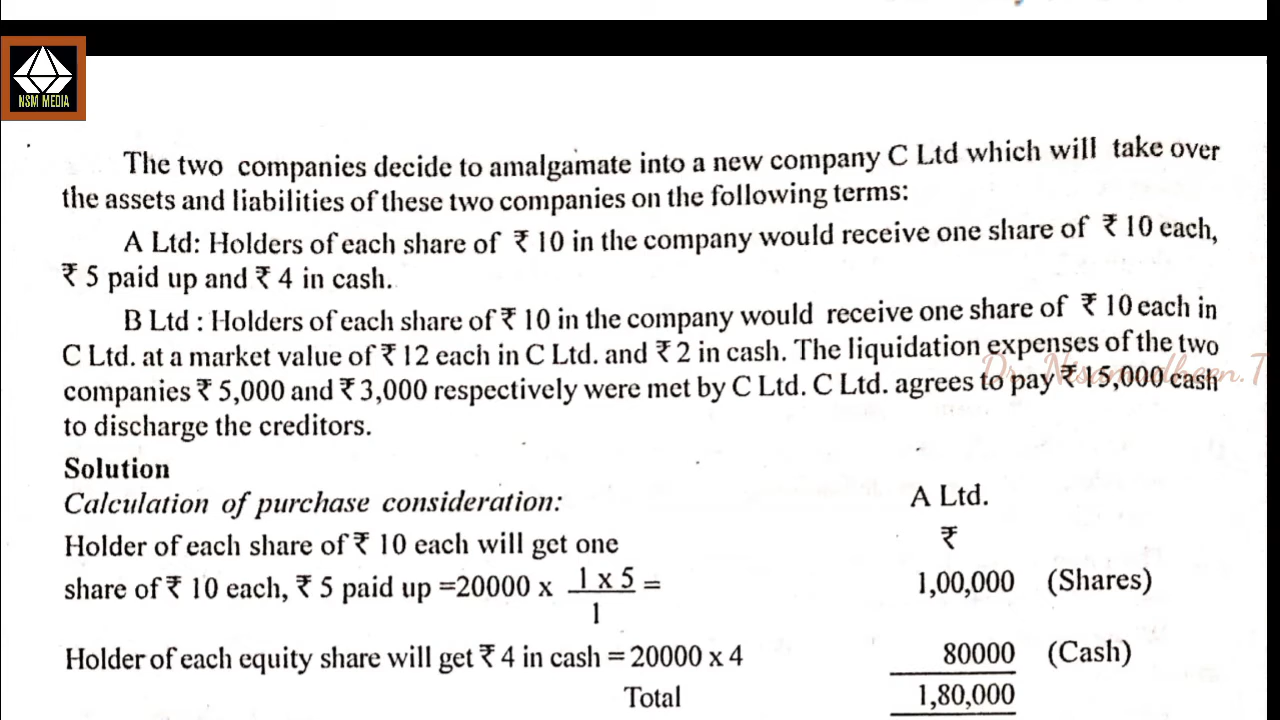 NSM MEDIA
The two companies decide to amalgamate into a new company C Ltd which will take over
the assets and liabilities of these two companies on the following terms:
A Ltd: Holders of each share of ₹ 10 in the company would receive one share of ₹ 10 each,
₹ 5 paid up and ₹ 4 in cash.
B Ltd : Holders of each share of ₹ 10 in the company would receive one share of ₹ 10 each in
C Ltd. at a market value of ₹ 12 each in C Ltd. and ₹ 2 in cash. The liquidation expenses of the two
companies ₹ 5,000 and ₹ 3,000 respectively were met by C Ltd. C Ltd. agrees to pay ₹ 15,000 cash
to discharge the creditors.
Solution
Calculation of purchase consideration: A Ltd.
Holder of each share of ₹ 10 each will get one ₹
share of ₹ 10 each, ₹ 5 paid up =20000 x 1 x 5 = 1,00,000 (Shares)
1
Holder of each equity share will get ₹ 4 in cash = 20000 x 4 80000 (Cash)
Total 1,80,000